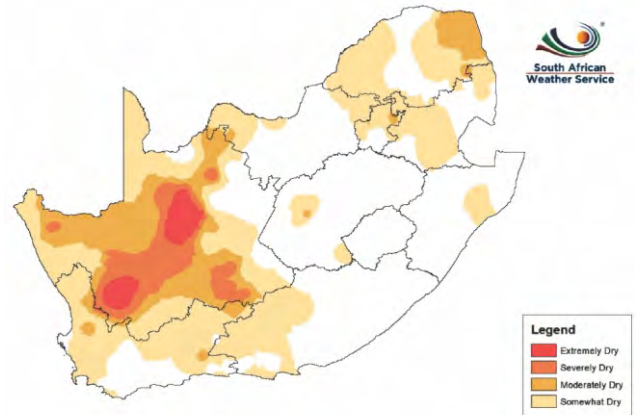 South African
Weather Service
Legend
Extremely Dry
Severely Dry
Moderately Dry
Somewhat Dry